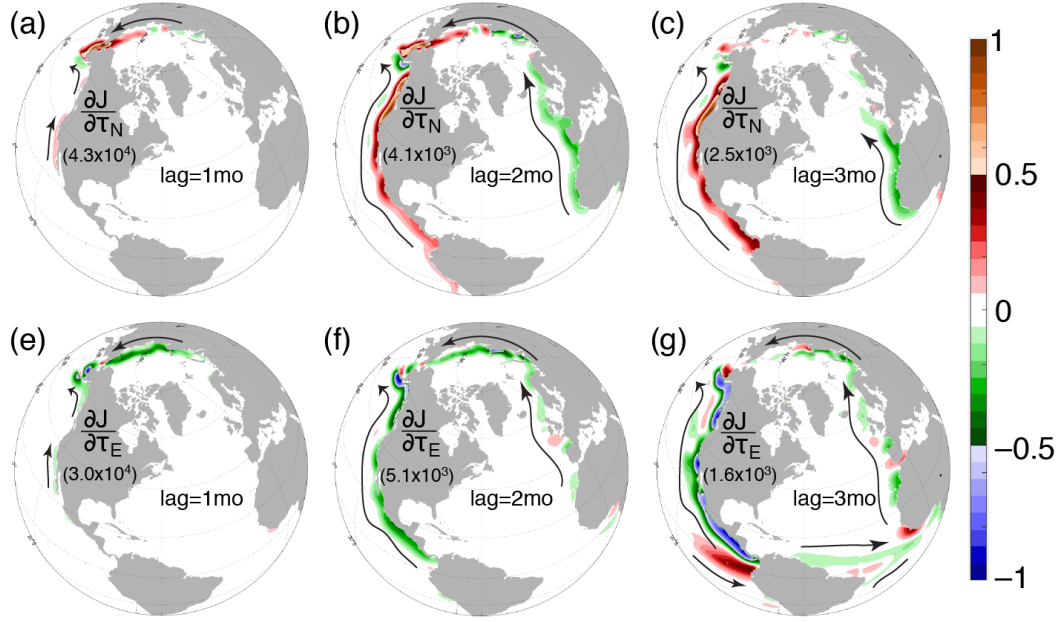 (a)
∂J
∂τN
(4.3x10⁴)
lag=1mo
(b)
∂J
∂τN
(4.1x10³)
lag=2mo
(c)
∂J
∂τN
(2.5x10³)
lag=3mo
1
0.5
0
−0.5
−1
(e)
∂J
∂τE
(3.0x10⁴)
lag=1mo
(f)
∂J
∂τE
(5.1x10³)
lag=2mo
(g)
∂J
∂τE
(1.6x10³)
lag=3mo